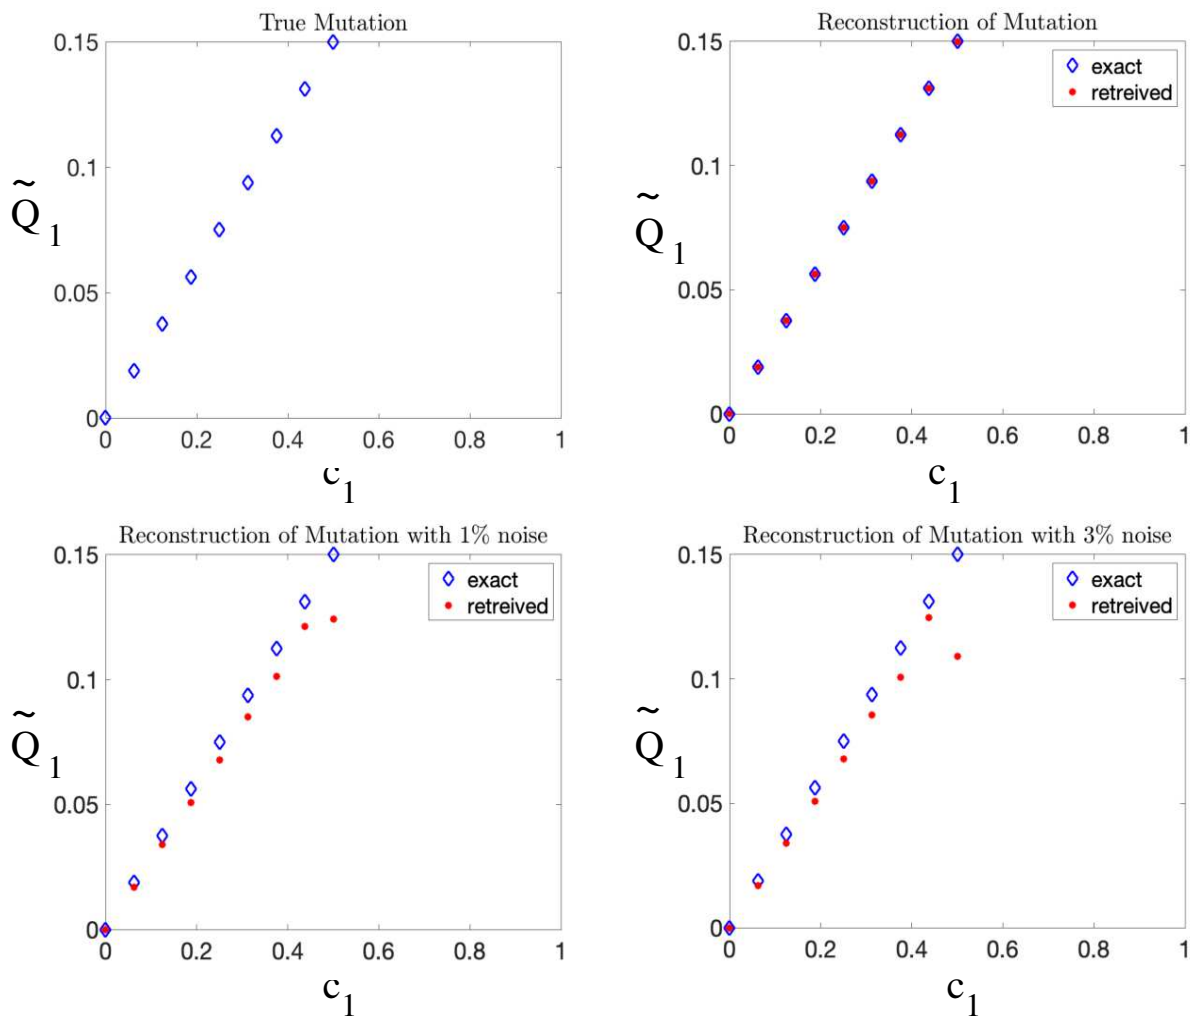 True Mutation
0.15
0.1
0.05
0
0 0.2 0.4 0.6 0.8 1
Q̃₁
c₁
Reconstruction of Mutation
exact
retreived
0.15
0.1
0.05
0
0 0.2 0.4 0.6 0.8 1
Q̃₁
c₁
Reconstruction of Mutation with 1% noise
exact
retreived
0.15
0.1
0.05
0
0 0.2 0.4 0.6 0.8 1
Q̃₁
c₁
Reconstruction of Mutation with 3% noise
exact
retreived
0.15
0.1
0.05
0
0 0.2 0.4 0.6 0.8 1
Q̃₁
c₁